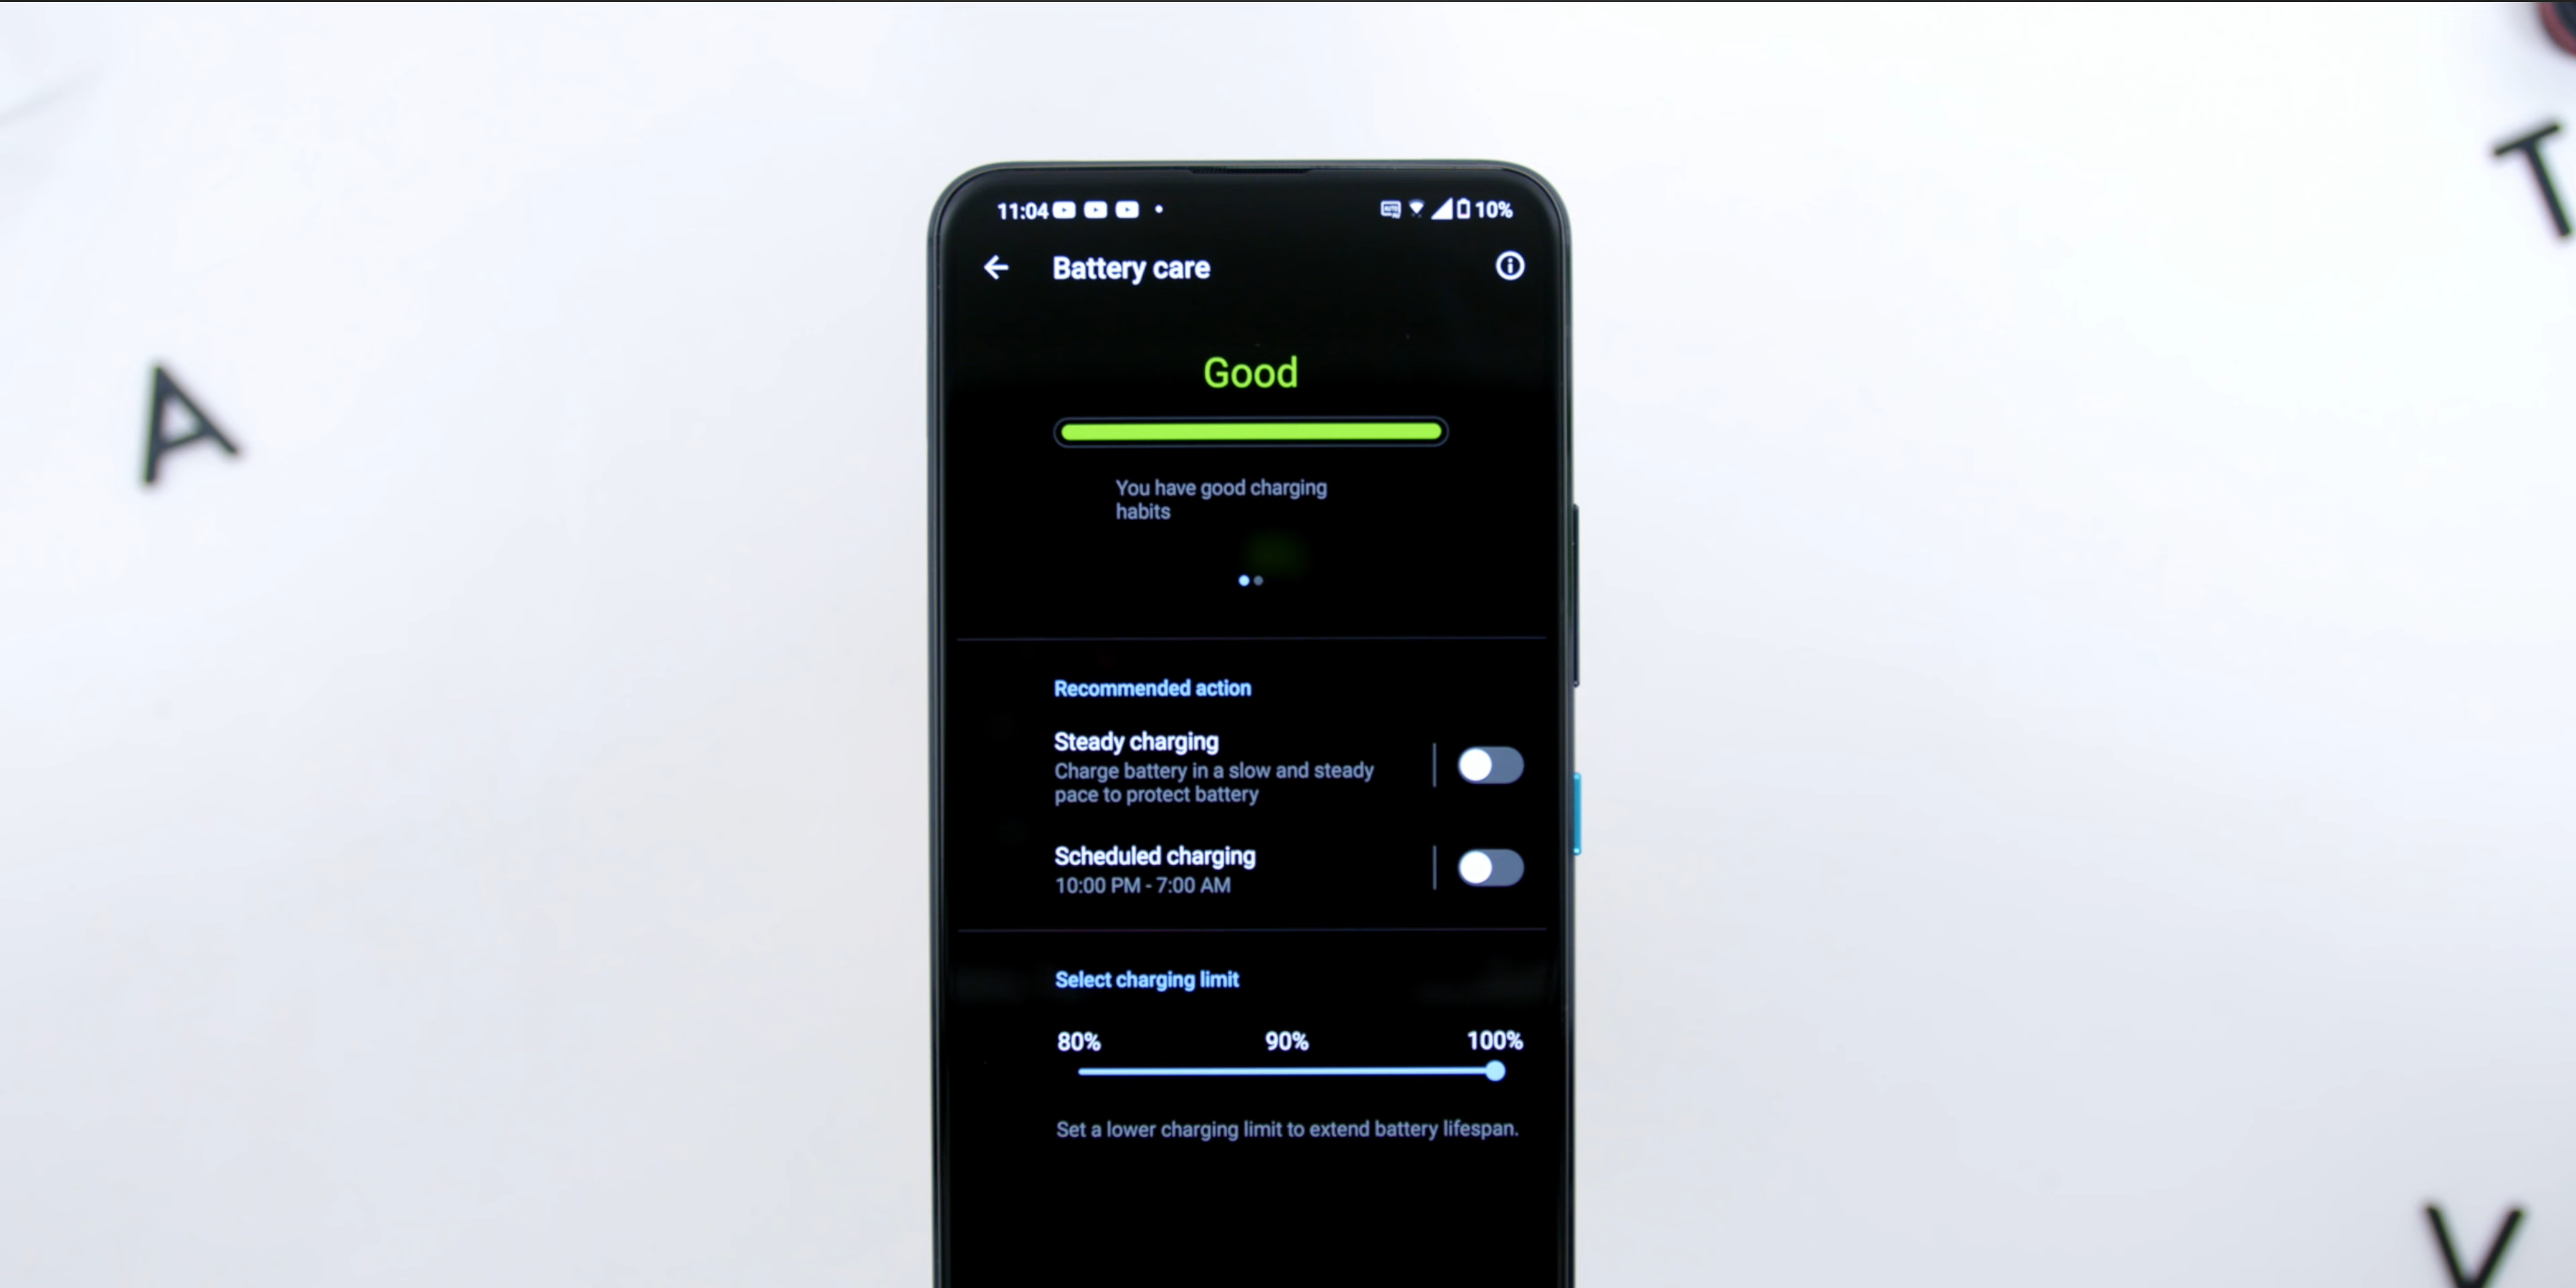 11:04 10%
Battery care
Good
You have good charging
habits
Recommended action
Steady charging
Charge battery in a slow and steady
pace to protect battery
Scheduled charging
10:00 PM - 7:00 AM
Select charging limit
80% 90% 100%
Set a lower charging limit to extend battery lifespan.
A
T
V